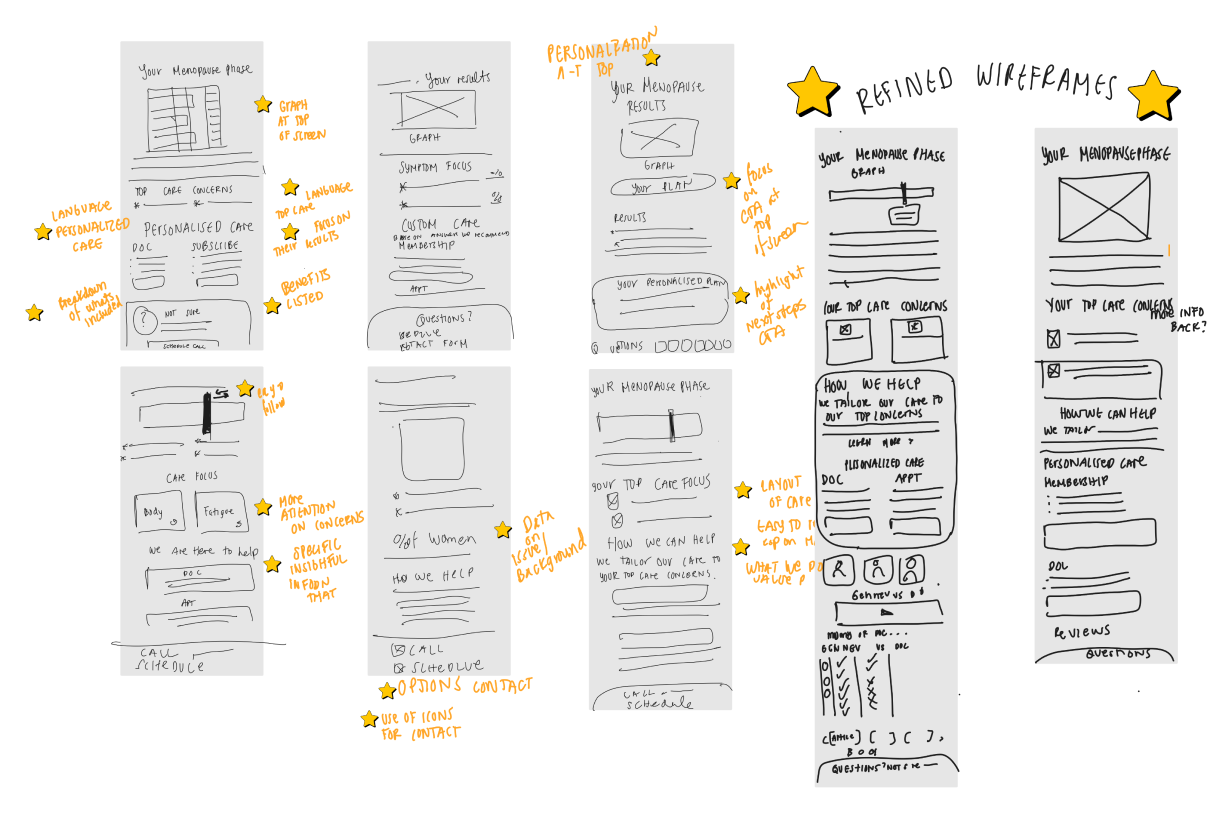 REFINED WIREFRAMES
Your Menopause phase
GRAPH
AT TOP
OF SCREEN
TOP CARE CONCERNS
LANGUAGE
PERSONALIZED
CARE
LANGUAGE
TOP CARE
PERSONALISED CARE
FOCUS ON
THEIR RESULTS
DOC SUBSCRIBE
Breakdown
of whats
included
BENEFITS
LISTED
?
NOT SURE
SCHEDULE CALL
Your results
GRAPH
SYMPTOM FOCUS
%
%
CUSTOM CARE
BASED ON ANSWER WE RECOMMEND
MEMBERSHIP
APPT
QUESTIONS?
FORM
PERSONALIZATION
A-T TOP
YOUR MENOPAUSE
RESULTS
GRAPH
YOUR PLAN
FOCUS
ON
CTA AT
TOP
of screen
RESULTS
YOUR PERSONALISED PLAN
highlight
of
next steps
CTA
OPTIONS
follow
CARE FOCUS
Body Fatigue
MORE
ATTENTION
ON CONCERNS
We Are Here to help
DOC
APT
SPECIFIC
INSIGHTFUL
INFO ON
THAT
CALL
SCHEDULE
% of women
Data
on
issue/
background
HOW WE HELP
CALL
SCHEDULE
OPTIONS CONTACT
USE OF ICONS
FOR CONTACT
YOUR MENOPAUSE PHASE
YOUR TOP CARE FOCUS
LAYOUT
OF CARE
HOW WE CAN HELP
WE TAILOR OUR CARE TO
YOUR TOP CARE CONCERNS.
EASY TO
WHAT WE DO
VALUE P
CALL
SCHEDULE
YOUR MENOPAUSE PHASE
GRAPH
YOUR TOP CARE CONCERNS
HOW WE HELP
WE TAILOR OUR CARE TO
OUR TOP CONCERNS
LEARN MORE ?
PERSONALIZED CARE
DOC APPT
GENNEV VS
GENNEV VS DOC
QUESTIONS? NOT SURE
YOUR MENOPAUSE PHASE
YOUR TOP CARE CONCERNS
MORE INFO
BACK?
HOW WE CAN HELP
WE TAILOR
PERSONALISED CARE
MEMBERSHIP
DOC
REVIEWS
QUESTIONS